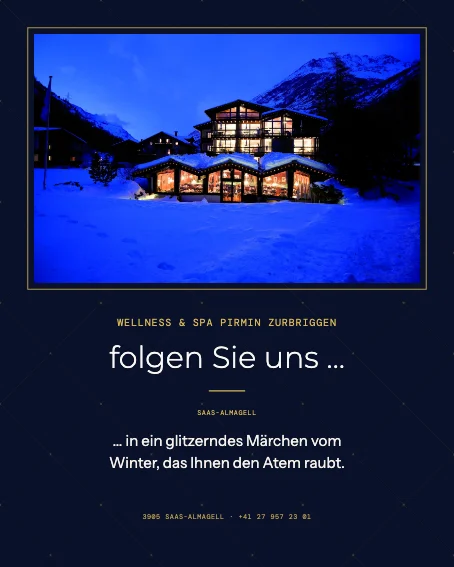 WELLNESS & SPA PIRMIN ZURBRIGGEN
folgen Sie uns ...
SAAS-ALMAGELL
... in ein glitzerndes Märchen vom
Winter, das Ihnen den Atem raubt.
3905 SAAS-ALMAGELL · +41 27 957 23 01